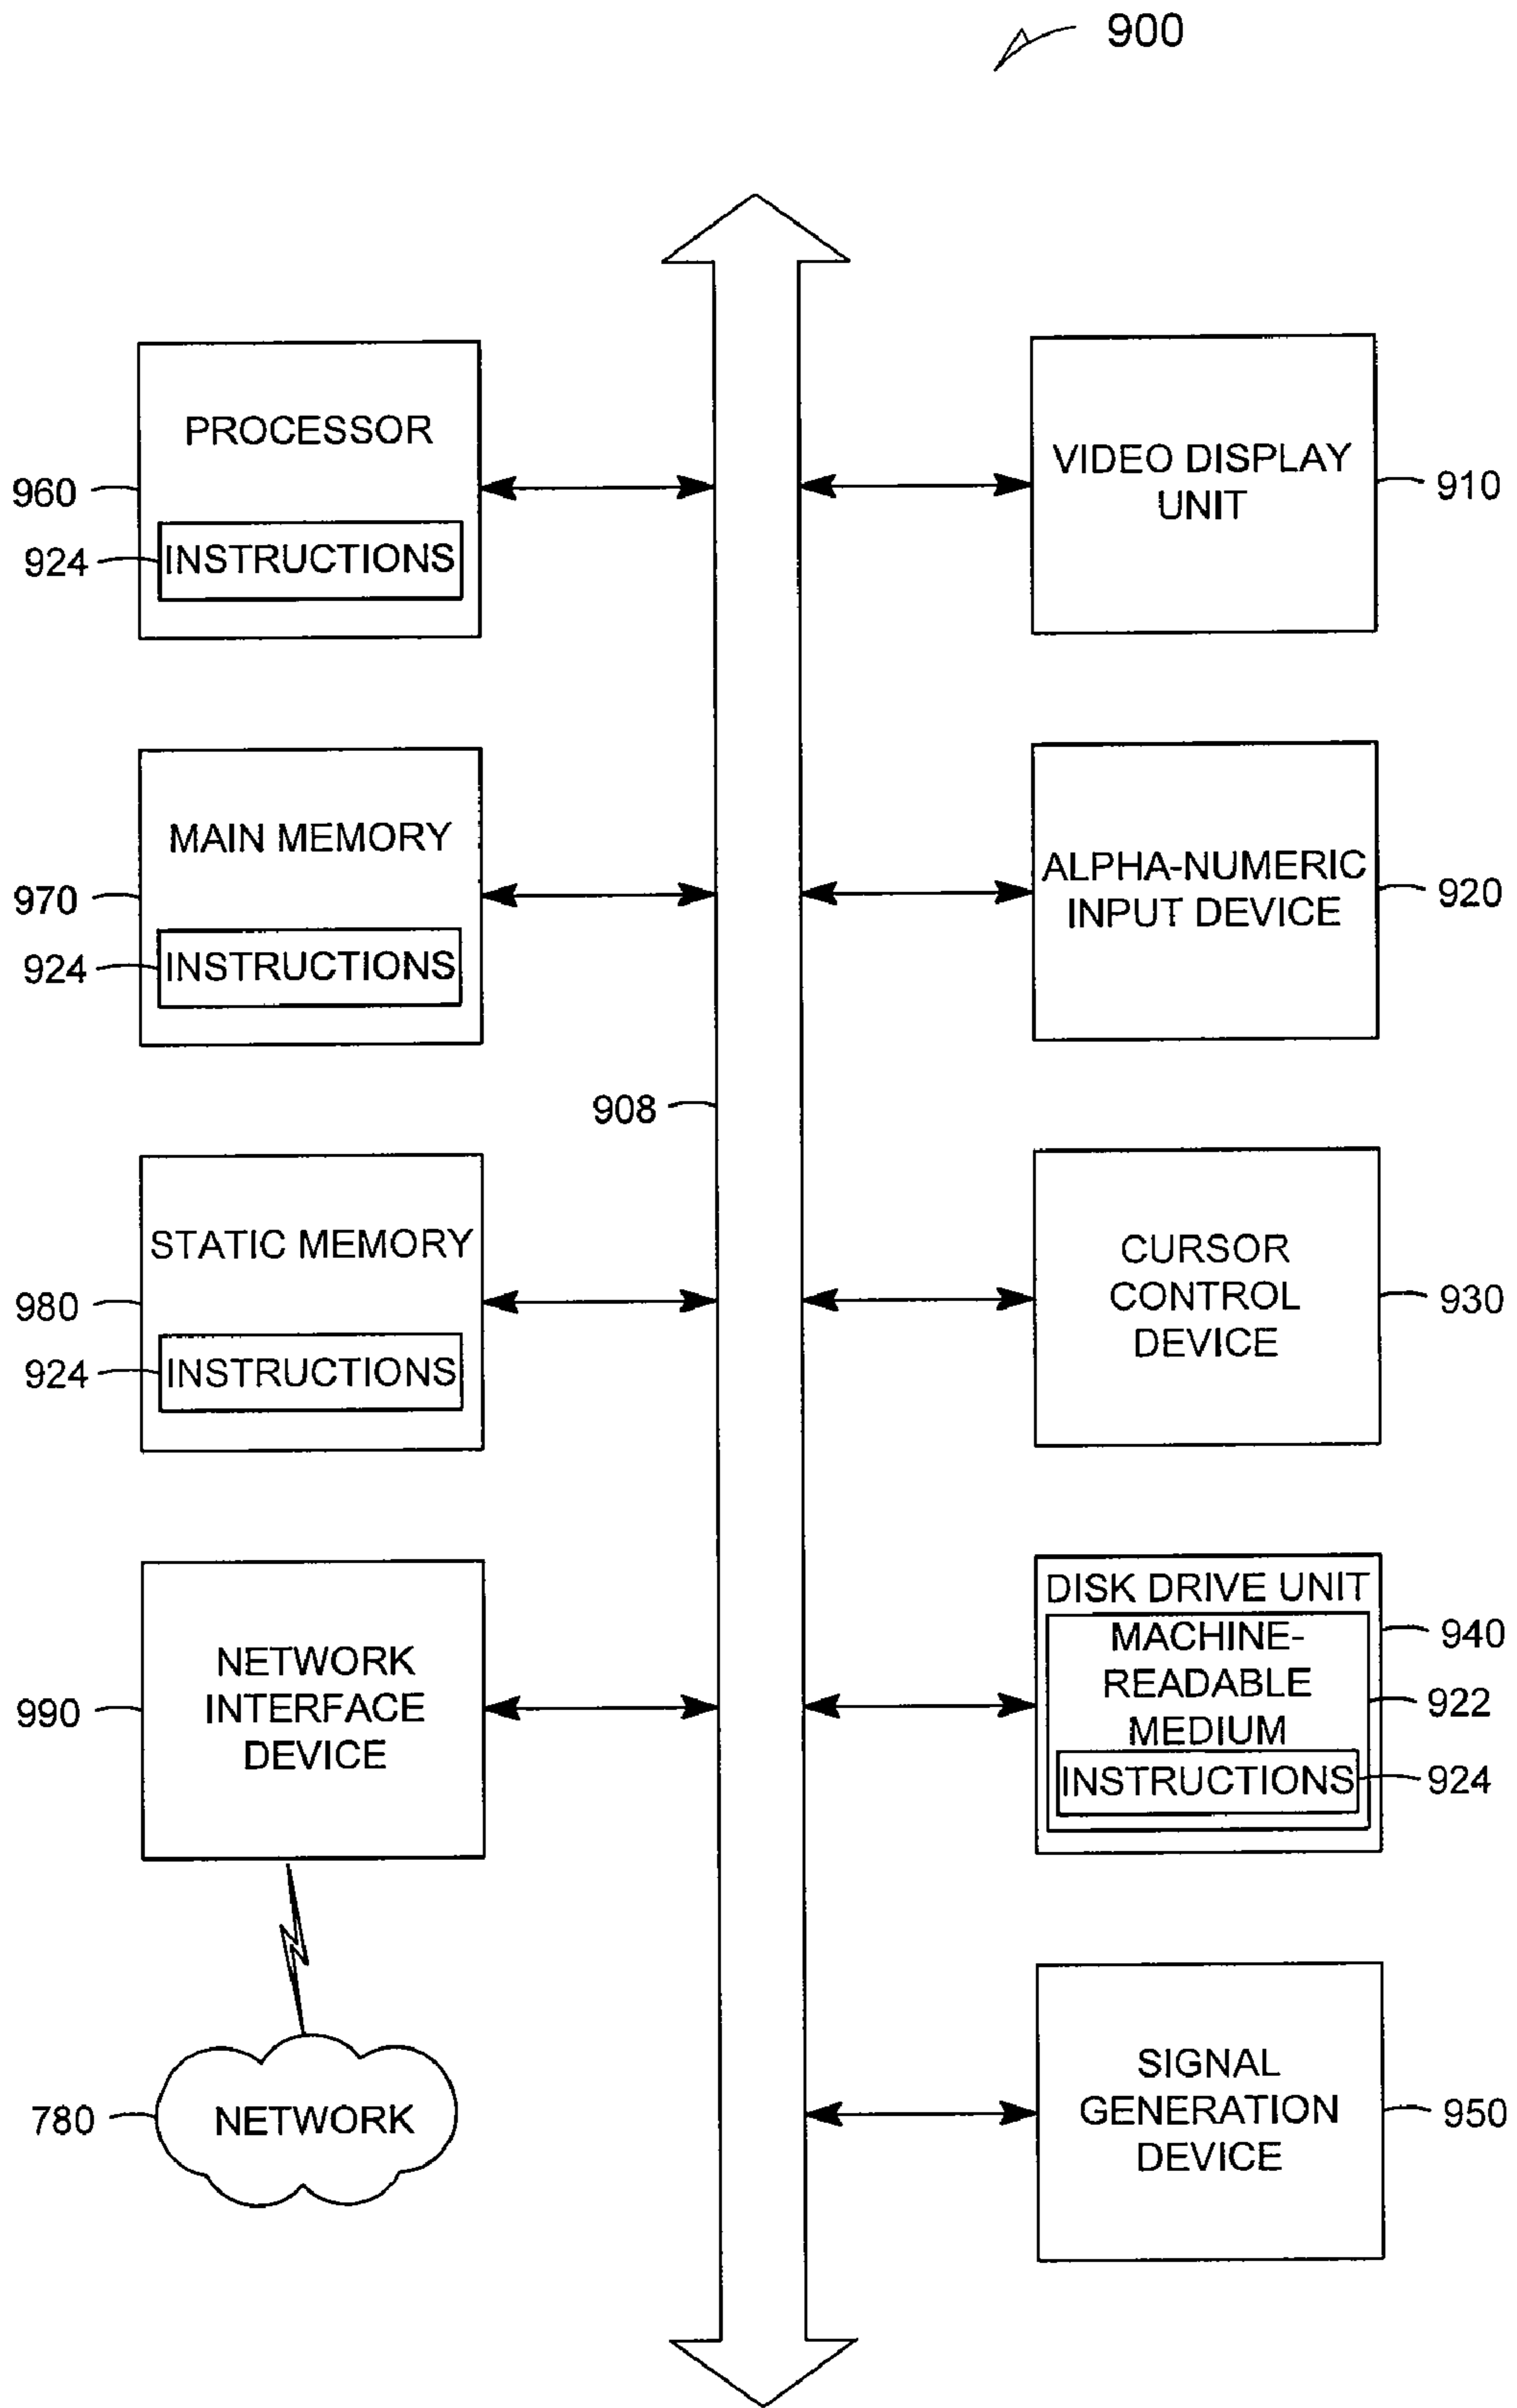 900
PROCESSOR
960
924
INSTRUCTIONS
VIDEO DISPLAY
UNIT
910
MAIN MEMORY
970
924
INSTRUCTIONS
ALPHA-NUMERIC
INPUT DEVICE
920
908
STATIC MEMORY
980
924
INSTRUCTIONS
CURSOR
CONTROL
DEVICE
930
NETWORK
INTERFACE
DEVICE
990
DISK DRIVE UNIT
940
MACHINE-
READABLE
MEDIUM
922
INSTRUCTIONS
924
780
NETWORK
SIGNAL
GENERATION
DEVICE
950